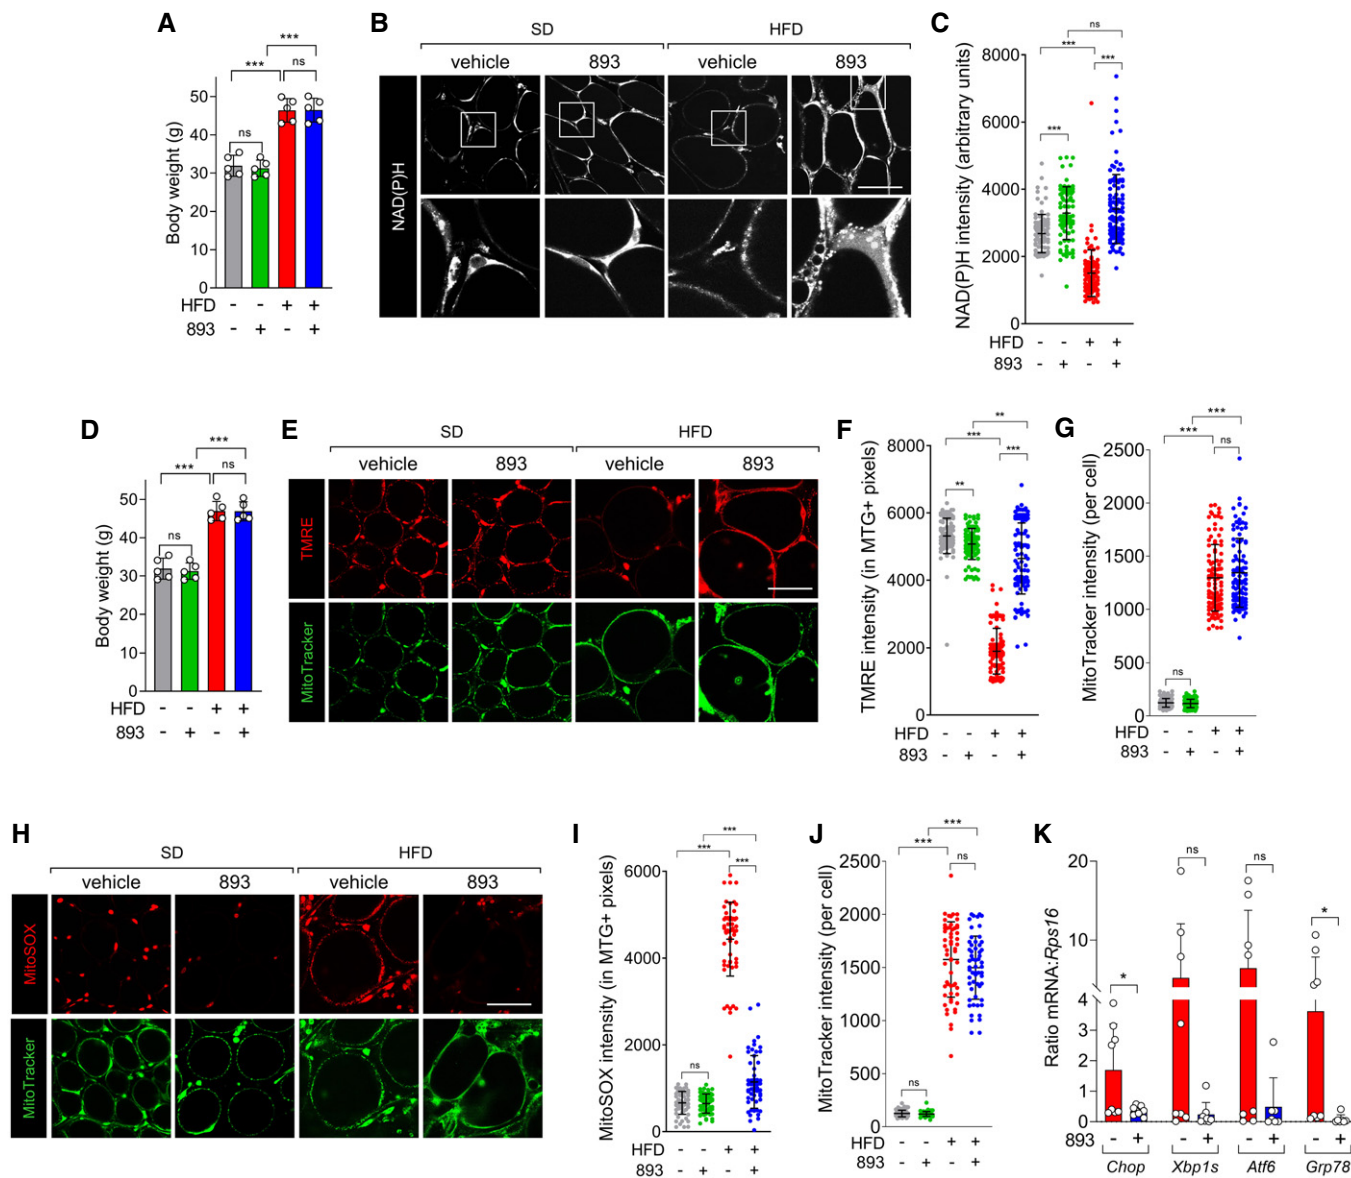 A
Body weight (g)
50
40
30
20
10
0
ns
***
***
ns
HFD - - + +
893 - + - +
B
SD HFD
vehicle 893 vehicle 893
NAD(P)H
C
NAD(P)H intensity (arbitrary units)
8000
6000
4000
2000
0
ns
***
***
***
HFD - - + +
893 - + - +
D
Body weight (g)
50
40
30
20
10
0
***
***
ns
ns
HFD - - + +
893 - + - +
E
SD HFD
vehicle 893 vehicle 893
TMRE
MitoTracker
F
TMRE intensity (in MTG+ pixels)
8000
6000
4000
2000
0
**
***
***
**
HFD - - + +
893 - + - +
G
MitoTracker intensity (per cell)
2500
2000
1500
1000
500
0
***
***
ns
ns
HFD - - + +
893 - + - +
H
SD HFD
vehicle 893 vehicle 893
MitoSOX
MitoTracker
I
MitoSOX intensity (in MTG+ pixels)
6000
4000
2000
0
***
***
***
ns
HFD - - + +
893 - + - +
J
MitoTracker intensity (per cell)
2500
2000
1500
1000
500
0
***
***
ns
ns
HFD - - + +
893 - + - +
K
Ratio mRNA:Rps16
20
10
4
3
2
1
0
* ns ns *
893 - + - + - + - +
Chop Xbp1s Atf6 Grp78